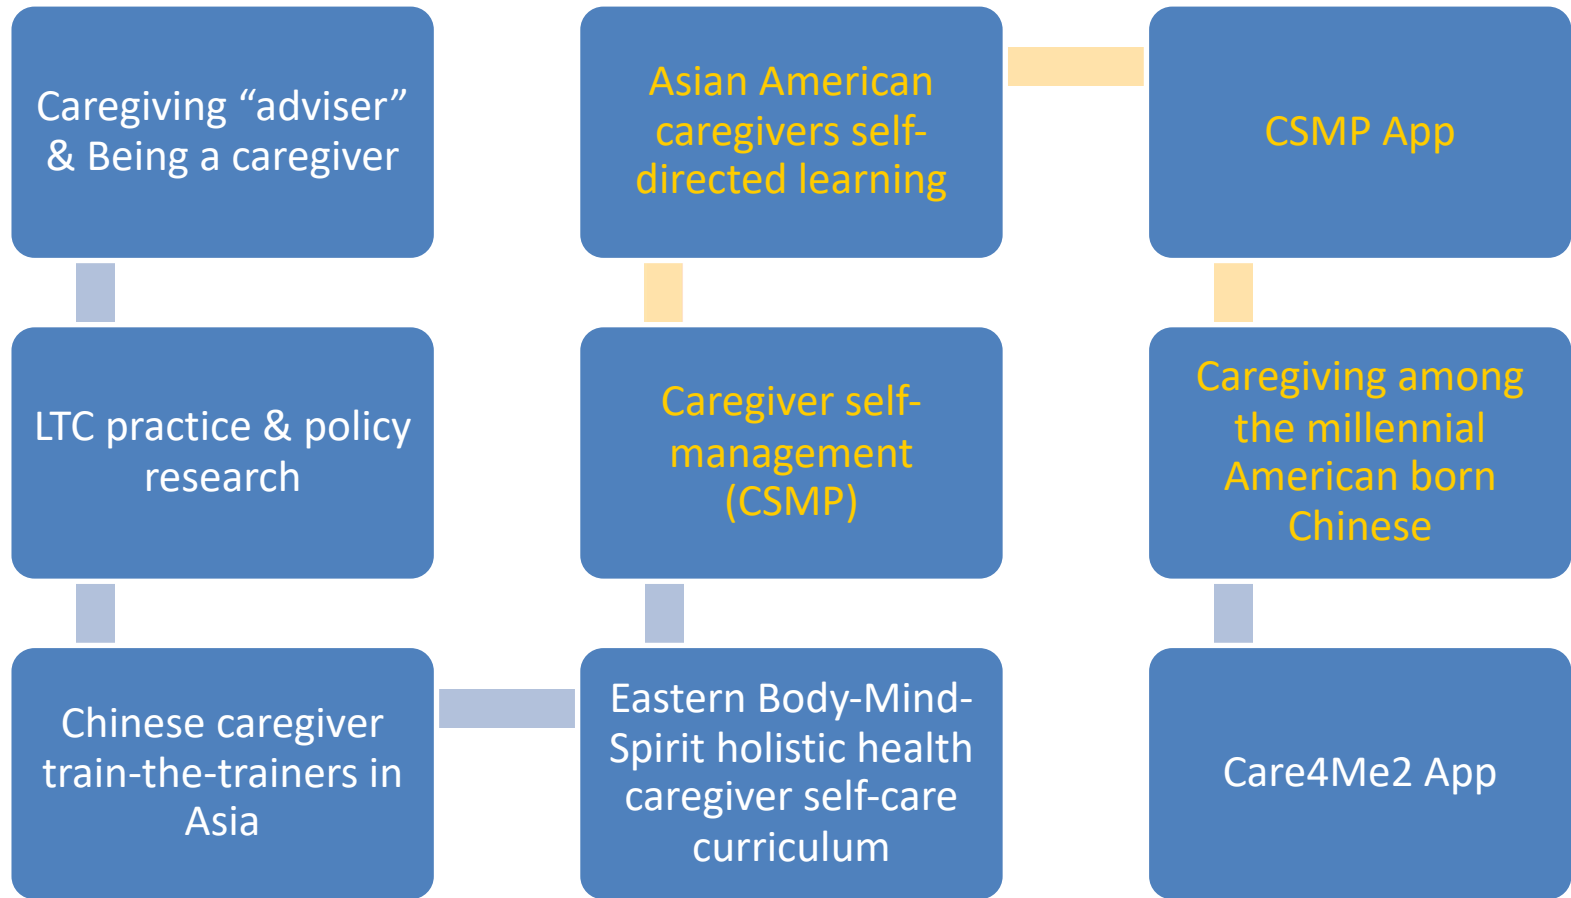 Caregiving “adviser”
& Being a caregiver
LTC practice & policy
research
Chinese caregiver
train-the-trainers in
Asia
Eastern Body-Mind-
Spirit holistic health
caregiver self-care
curriculum
Caregiver self-
management
(CSMP)
Asian American
caregivers self-
directed learning
CSMP App
Caregiving among
the millennial
American born
Chinese
Care4Me2 App